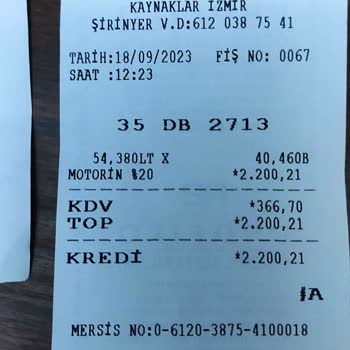 KAYNAKLAR İZMİR
ŞİRİNYER V.D:612 038 75 41
TARİH:18/09/2023 FİŞ NO: 0067
SAAT :12:23
35 DB 2713
54,380LT X 40,460B
MOTORİN %20 *2.200,21
KDV *366,70
TOP *2.200,21
KREDİ *2.200,21
MERSIS NO:0-6120-3875-4100018